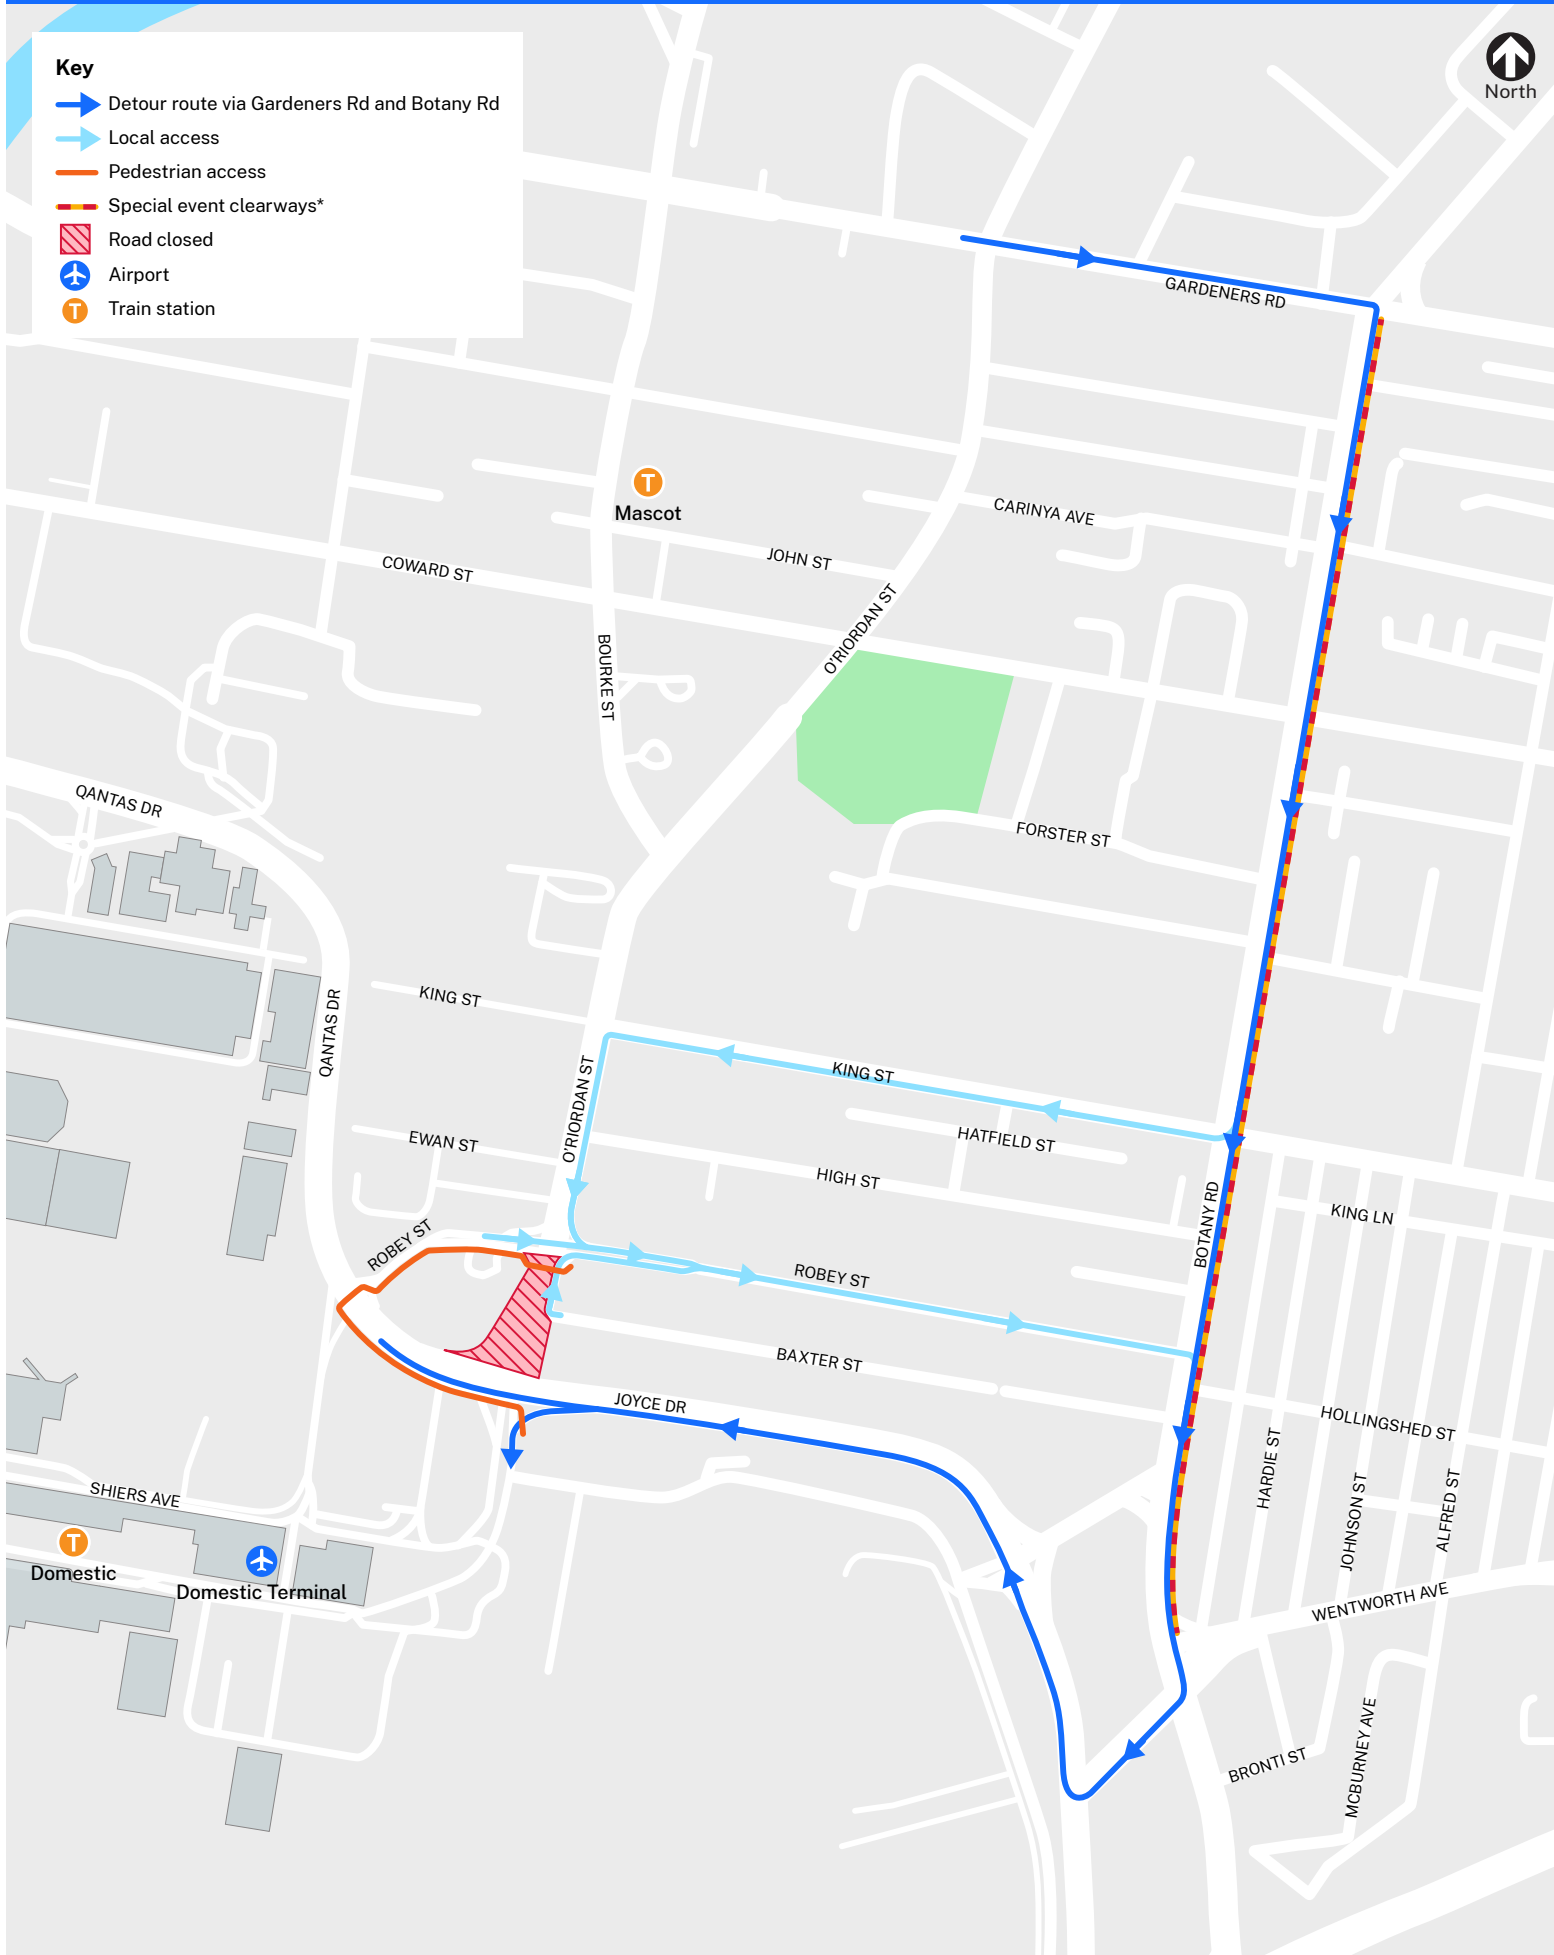 Key
Detour route via Gardeners Rd and Botany Rd
Local access
Pedestrian access
Special event clearways*
Road closed
Airport
T
Train station
North
GARDENERS RD
T
Mascot
CARINYA AVE
JOHN ST
COWARD ST
O'RIORDAN ST
BOURKE ST
QANTAS DR
FORSTER ST
KING ST
QANTAS DR
KING ST
O'RIORDAN ST
EWAN ST
HATFIELD ST
HIGH ST
BOTANY RD
KING LN
ROBEY ST
ROBEY ST
BAXTER ST
JOYCE DR
HOLLINGSHED ST
HARDIE ST
JOHNSON ST
ALFRED ST
SHIERS AVE
T
Domestic
Domestic Terminal
WENTWORTH AVE
MCBURNEY AVE
BRONTI ST